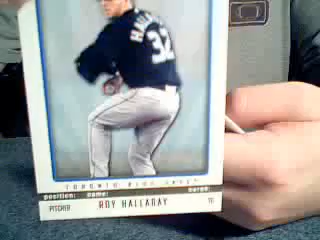 HALLADAY
32
TORONTO BLUE JAYS
position: name:
PITCHER ROY HALLADAY